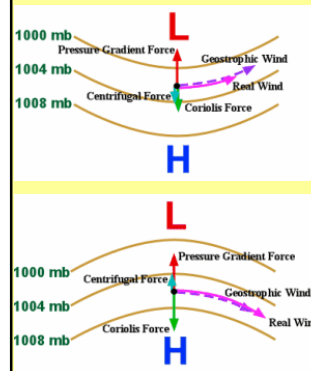 L
1000 mb
Pressure Gradient Force
Geostrophic Wind
1004 mb
Centrifugal Force
Real Wind
1008 mb
Coriolis Force
H
L
Pressure Gradient Force
1000 mb
Centrifugal Force
Geostrophic Wind
1004 mb
Coriolis Force
Real Win
1008 mb
H